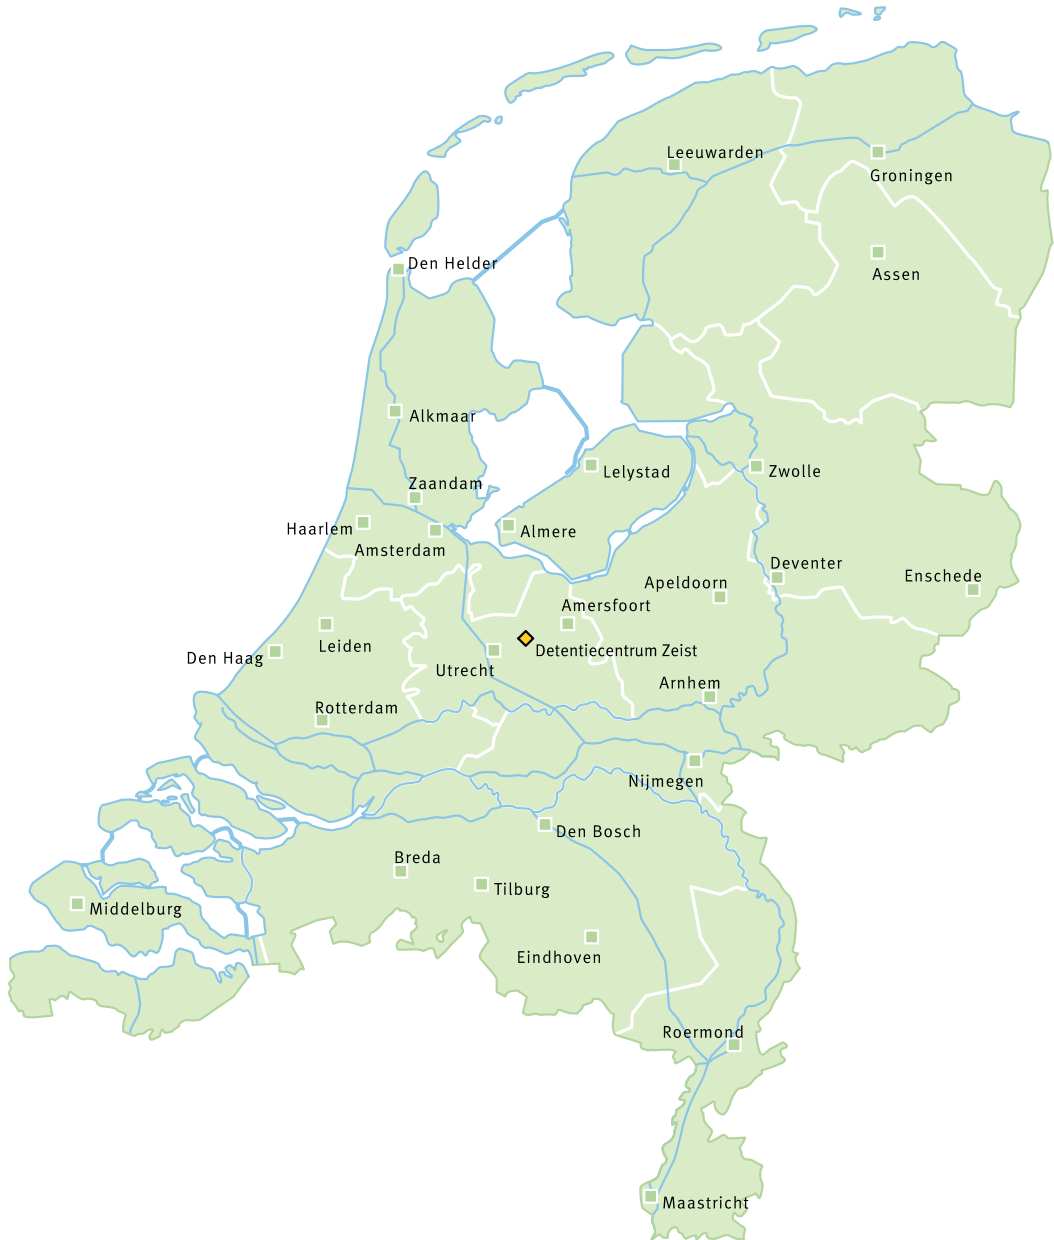 Leeuwarden
Groningen
Den Helder
Assen
Alkmaar
Zwolle
Lelystad
Zaandam
Haarlem
Almere
Amsterdam
Deventer
Enschede
Apeldoorn
Amersfoort
Leiden
Detentiecentrum Zeist
Den Haag
Utrecht
Arnhem
Rotterdam
Nijmegen
Den Bosch
Breda
Tilburg
Middelburg
Eindhoven
Roermond
Maastricht